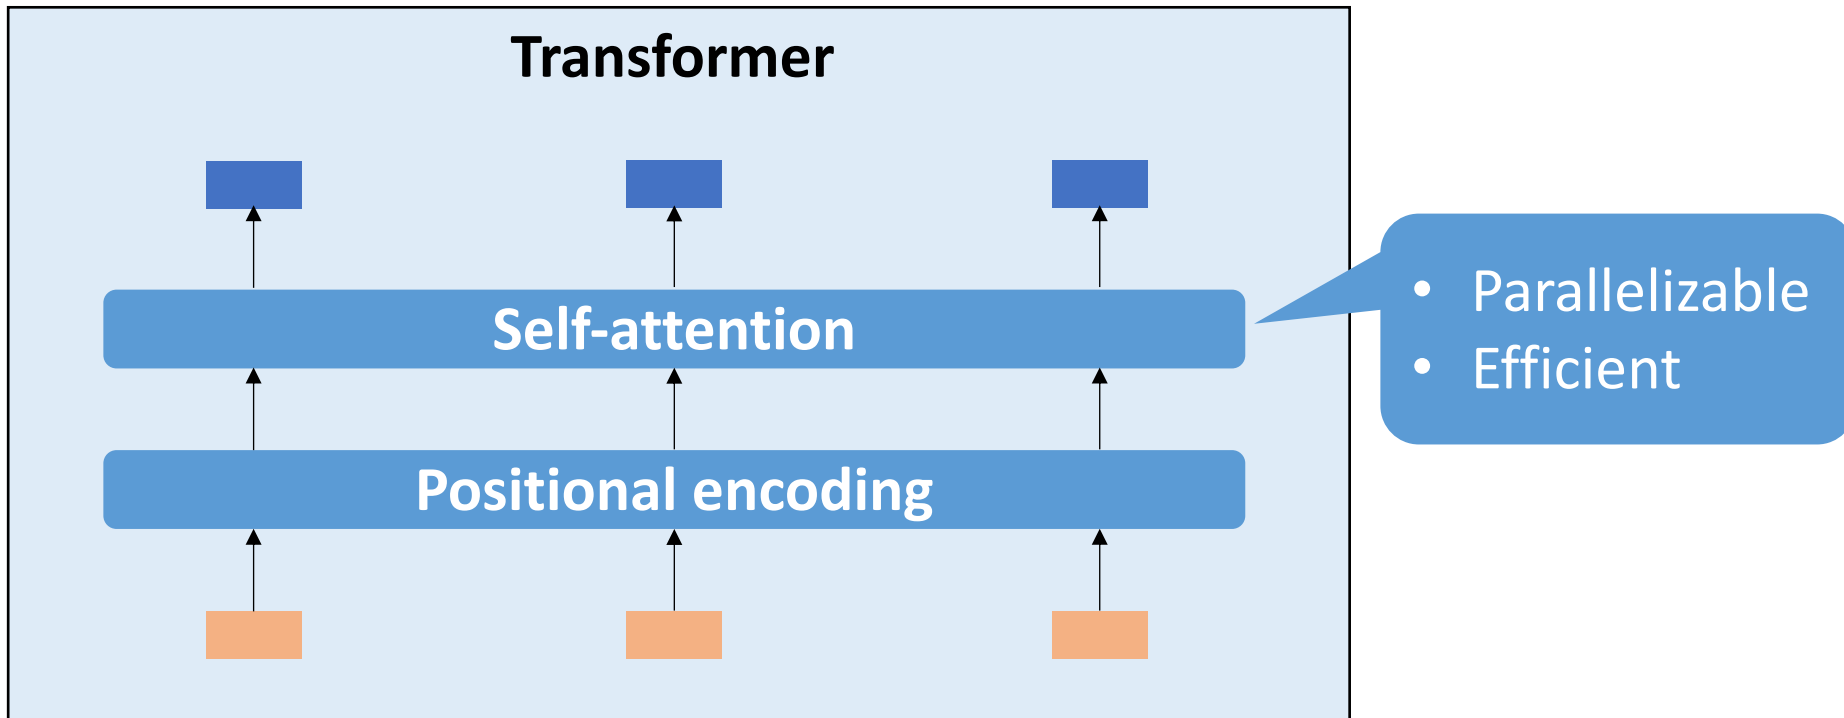 Transformer
Self-attention
• Parallelizable
• Efficient
Positional encoding